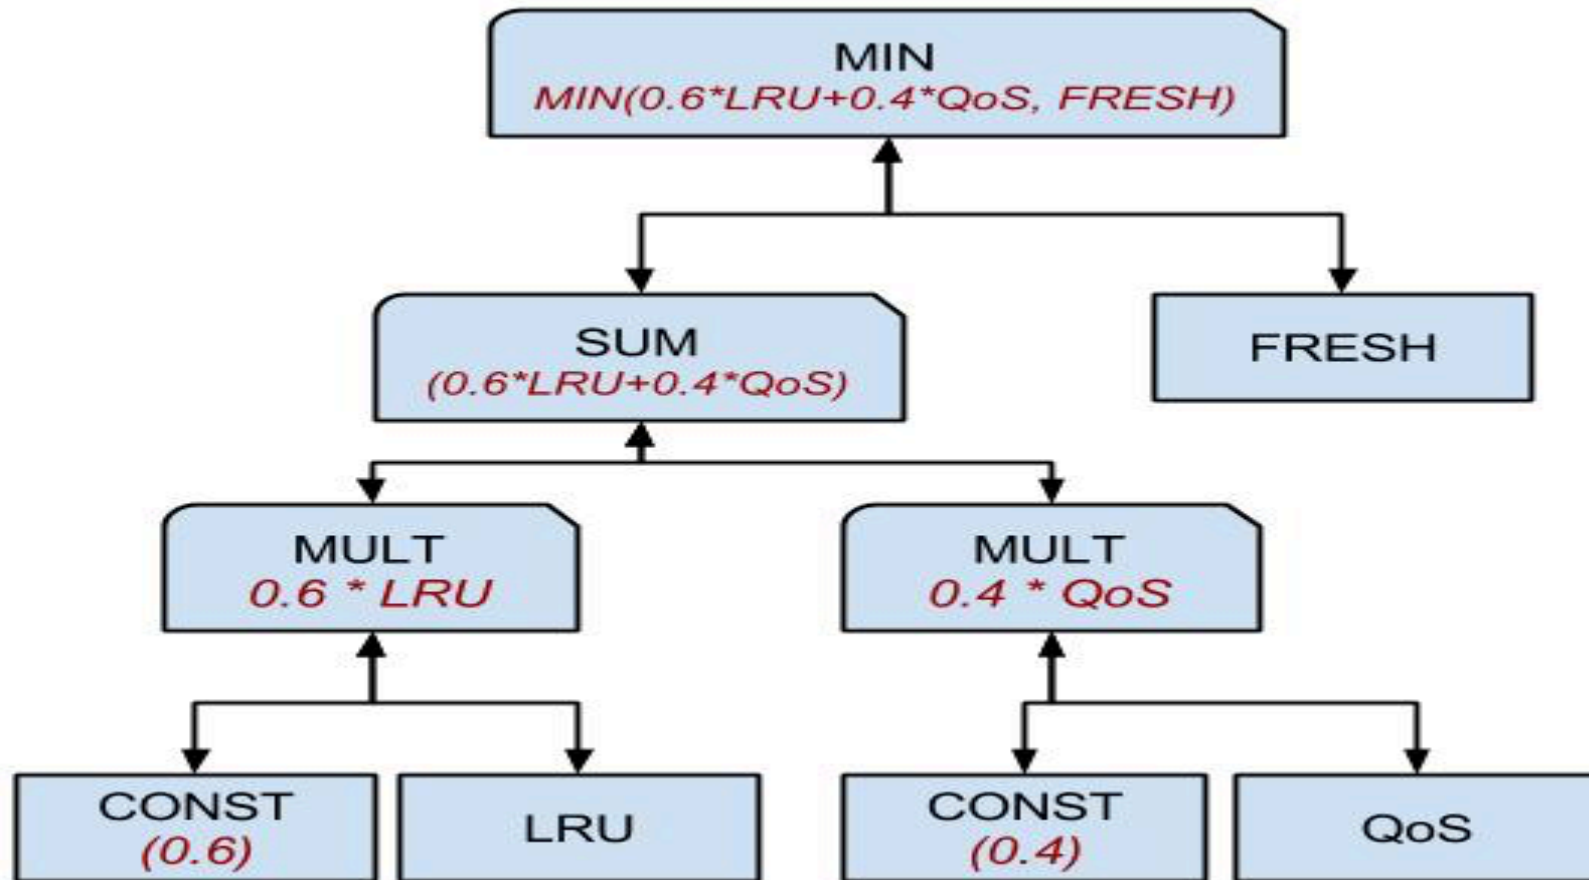 MIN
MIN(0.6*LRU+0.4*QoS, FRESH)
SUM
(0.6*LRU+0.4*QoS)
FRESH
MULT
0.6 * LRU
MULT
0.4 * QoS
CONST
(0.6)
LRU
CONST
(0.4)
QoS